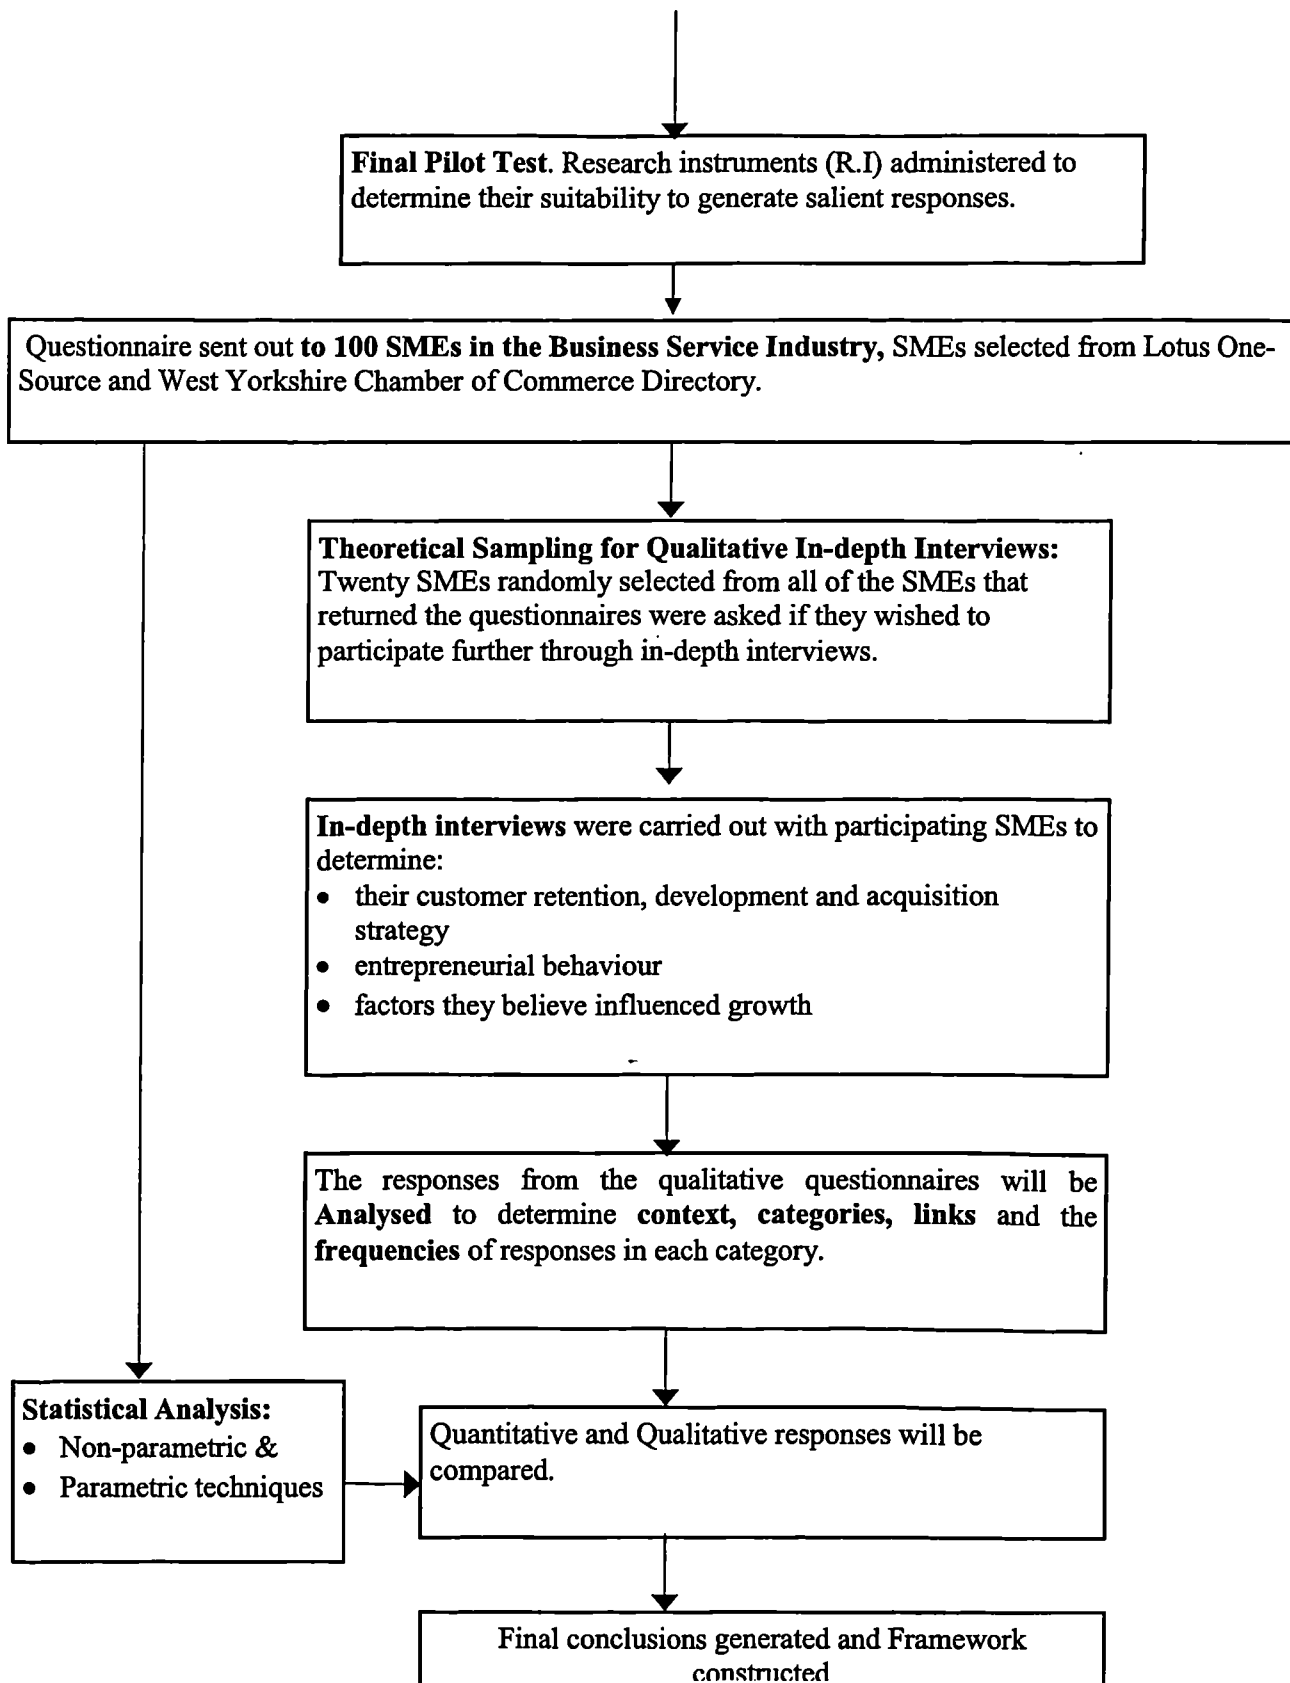 Final Pilot Test. Research instruments (R.I) administered to
determine their suitability to generate salient responses.
Questionnaire sent out to 100 SMEs in the Business Service Industry, SMEs selected from Lotus One-
Source and West Yorkshire Chamber of Commerce Directory.
Theoretical Sampling for Qualitative In-depth Interviews:
Twenty SMEs randomly selected from all of the SMEs that
returned the questionnaires were asked if they wished to
participate further through in-depth interviews.
In-depth interviews were carried out with participating SMEs to
determine:
• their customer retention, development and acquisition
strategy
• entrepreneurial behaviour
• factors they believe influenced growth
The responses from the qualitative questionnaires will be
Analysed to determine context, categories, links and the
frequencies of responses in each category.
Statistical Analysis:
• Non-parametric &
• Parametric techniques
Quantitative and Qualitative responses will be
compared.
Final conclusions generated and Framework
constructed